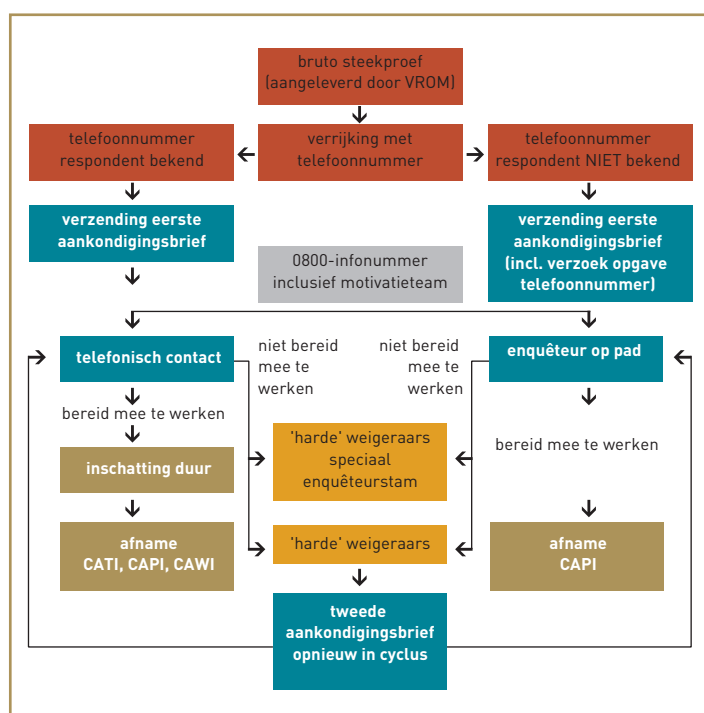 bruto steekproef
(aangeleverd door VROM)
telefoonnummer
respondent bekend
verrijking met
telefoonnummer
telefoonnummer
respondent NIET bekend
verzending eerste
aankondigingsbrief
verzending eerste
aankondigingsbrief
(incl. verzoek opgave
telefoonnummer)
0800-infonummer
inclusief motivatieteam
telefonisch contact
niet bereid
mee te
werken
niet bereid
mee te
werken
enquêteur op pad
bereid mee te werken
'harde' weigeraars
speciaal
enquêteurstam
bereid mee te werken
inschatting duur
afname
CATI, CAPI, CAWI
'harde' weigeraars
afname
CAPI
tweede
aankondigingsbrief
opnieuw in cyclus